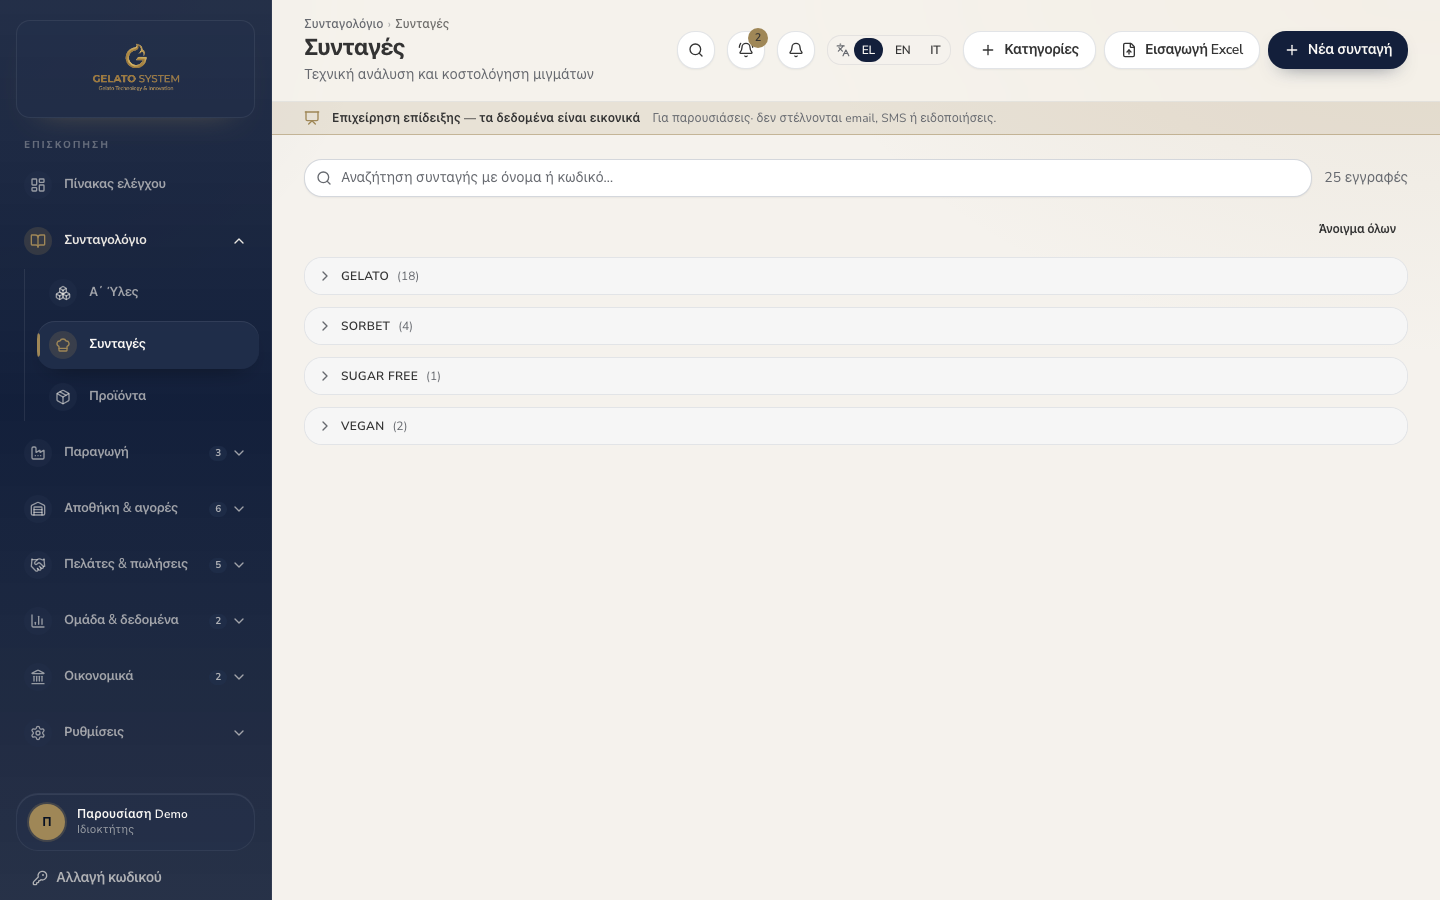 GELATO SYSTEM
Gelato Technology & Innovation
ΕΠΙΣΚΟΠΗΣΗ
Πίνακας ελέγχου
Συνταγολόγιο
Α΄ Ύλες
Συνταγές
Προϊόντα
Παραγωγή 3
Αποθήκη & αγορές 6
Πελάτες & πωλήσεις 5
Ομάδα & δεδομένα 2
Οικονομικά 2
Ρυθμίσεις
Π
Παρουσίαση Demo
Ιδιοκτήτης
Αλλαγή κωδικού
Συνταγολόγιο › Συνταγές
Συνταγές
Τεχνική ανάλυση και κοστολόγηση μιγμάτων
2
EL EN IT
Κατηγορίες
Εισαγωγή Excel
Νέα συνταγή
Επιχείρηση επίδειξης — τα δεδομένα είναι εικονικά Για παρουσιάσεις· δεν στέλνονται email, SMS ή ειδοποιήσεις.
Αναζήτηση συνταγής με όνομα ή κωδικό...
25 εγγραφές
Άνοιγμα όλων
GELATO (18)
SORBET (4)
SUGAR FREE (1)
VEGAN (2)